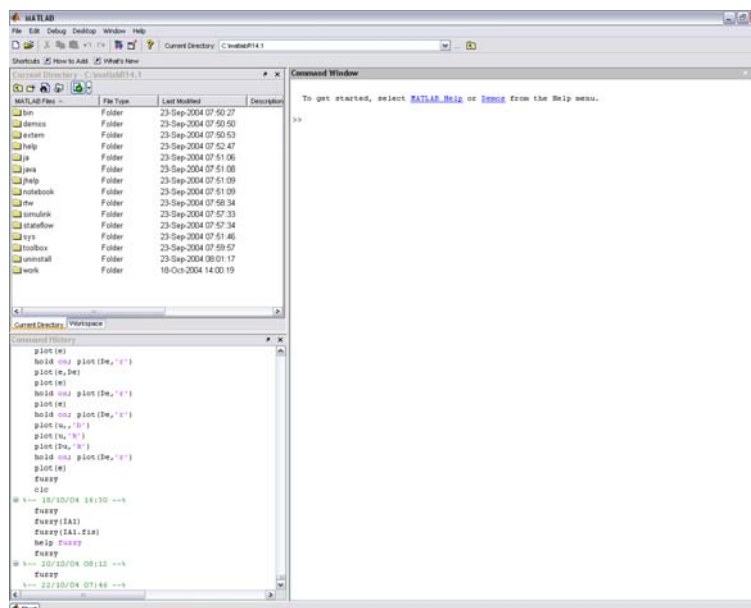 MATLAB
File Edit Debug Desktop Window Help
Current Directory: C:\matlabR14.1
Shortcuts How to Add What's New
Current Directory - C:\matlabR14.1
MATLAB Files File Type Last Modified Description
bin Folder 23-Sep-2004 07:50:27
demos Folder 23-Sep-2004 07:50:50
extern Folder 23-Sep-2004 07:50:53
help Folder 23-Sep-2004 07:52:47
ja Folder 23-Sep-2004 07:51:06
java Folder 23-Sep-2004 07:51:08
jhelp Folder 23-Sep-2004 07:51:09
notebook Folder 23-Sep-2004 07:51:09
rtw Folder 23-Sep-2004 07:58:34
simulink Folder 23-Sep-2004 07:57:33
stateflow Folder 23-Sep-2004 07:57:34
sys Folder 23-Sep-2004 07:51:46
toolbox Folder 23-Sep-2004 07:59:57
uninstall Folder 23-Sep-2004 08:01:17
work Folder 18-Oct-2004 14:00:19
Current Directory Workspace
Command History
plot(e)
hold on; plot(De,'r')
plot(e,De)
plot(e)
hold on; plot(De,'r')
plot(e)
hold on; plot(De,'r')
plot(u,,'b')
plot(u,'k')
plot(Du,'k')
hold on; plot(De,'r')
plot(e)
fuzzy
clc
%-- 18/10/04 16:30 --%
fuzzy
fuzzy(IA1)
fuzzy(IA1.fis)
help fuzzy
fuzzy
%-- 20/10/04 08:12 --%
fuzzy
%-- 22/10/04 07:46 --%
Command Window
To get started, select MATLAB Help or Demos from the Help menu.
>>
Start